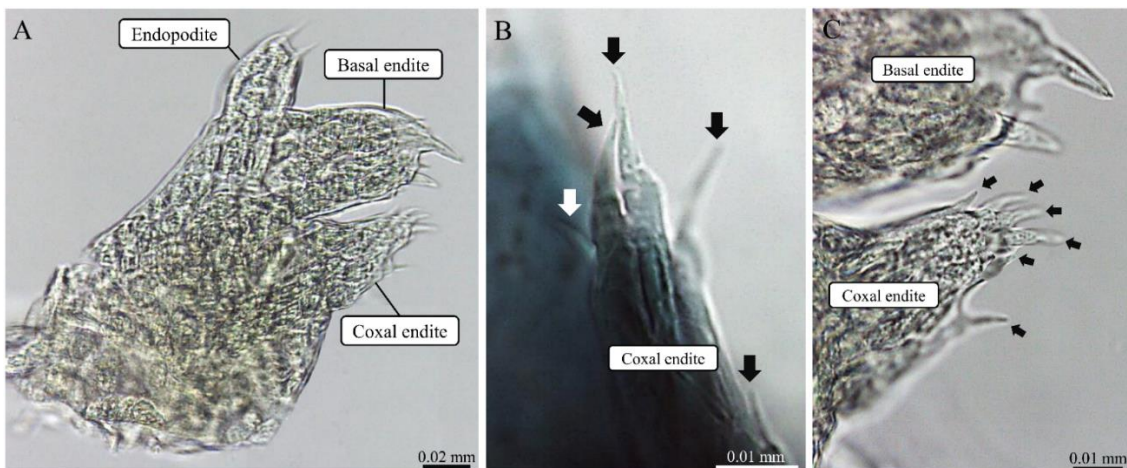 A
Endopodite
Basal endite
Coxal endite
0.02 mm
B
Coxal endite
0.01 mm
C
Basal endite
Coxal endite
0.01 mm